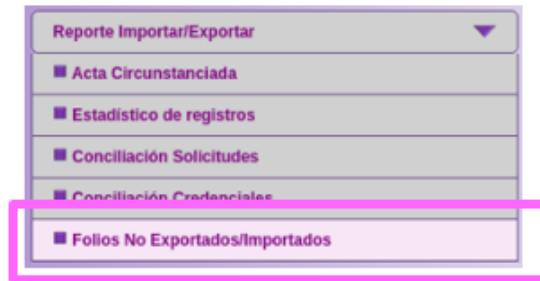 Reporte Importar/Exportar
Acta Circunstanciada
Estadístico de registros
Conciliación Solicitudes
Conciliación Credenciales
Folios No Exportados/Importados